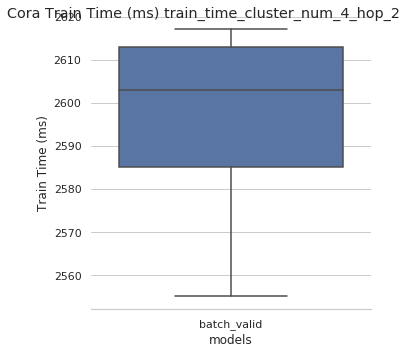 Cora Train Time (ms) train_time_cluster_num_4_hop_2
2620
2610
2600
2590
2580
2570
2560
Train Time (ms)
batch_valid
models